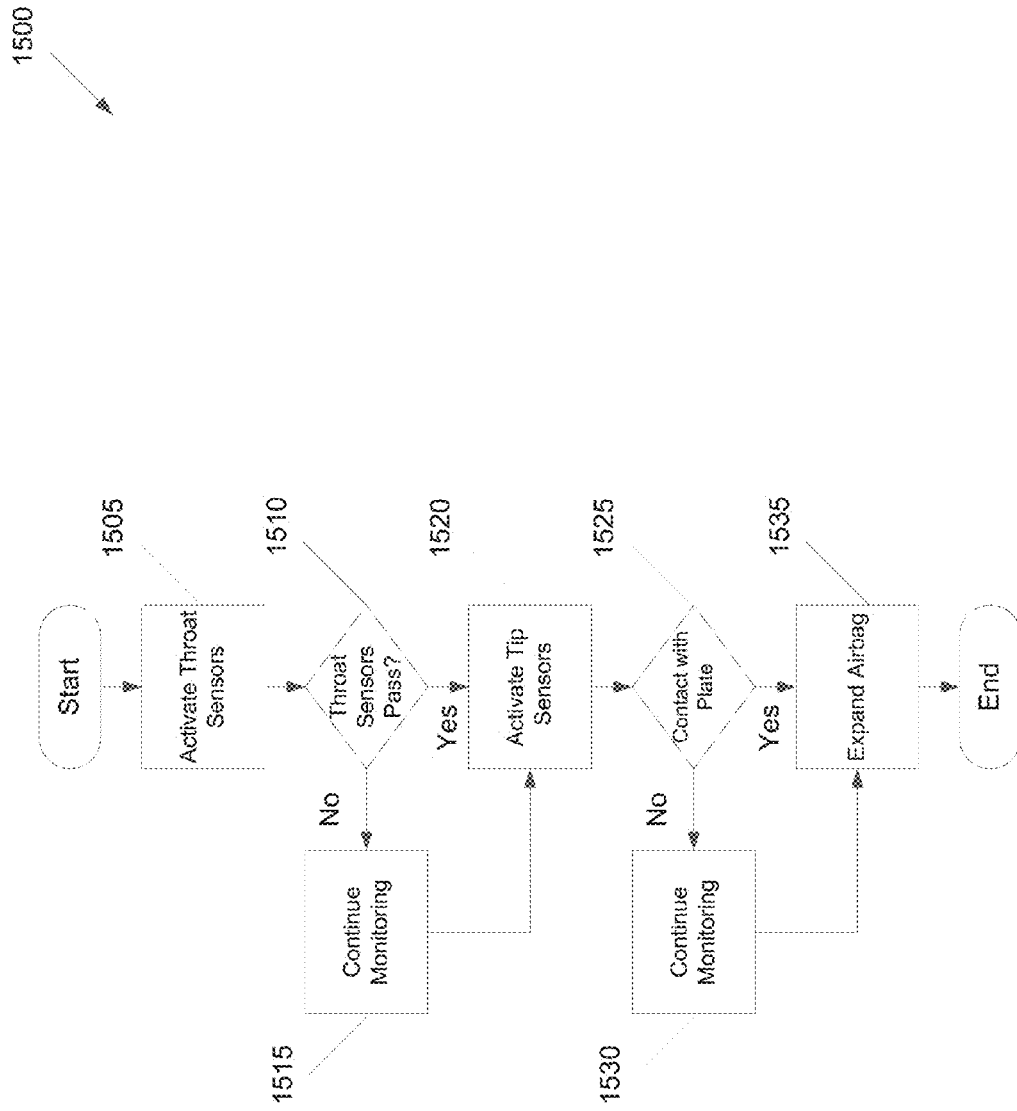 1500
Start
Activate Throat
Sensors
1505
Throat
Sensors
Pass?
1510
No
Yes
Continue
Monitoring
1515
Activate Tip
Sensors
1520
Contact with
Plate
1525
No
Yes
Continue
Monitoring
1530
Expand Airbag
1535
End